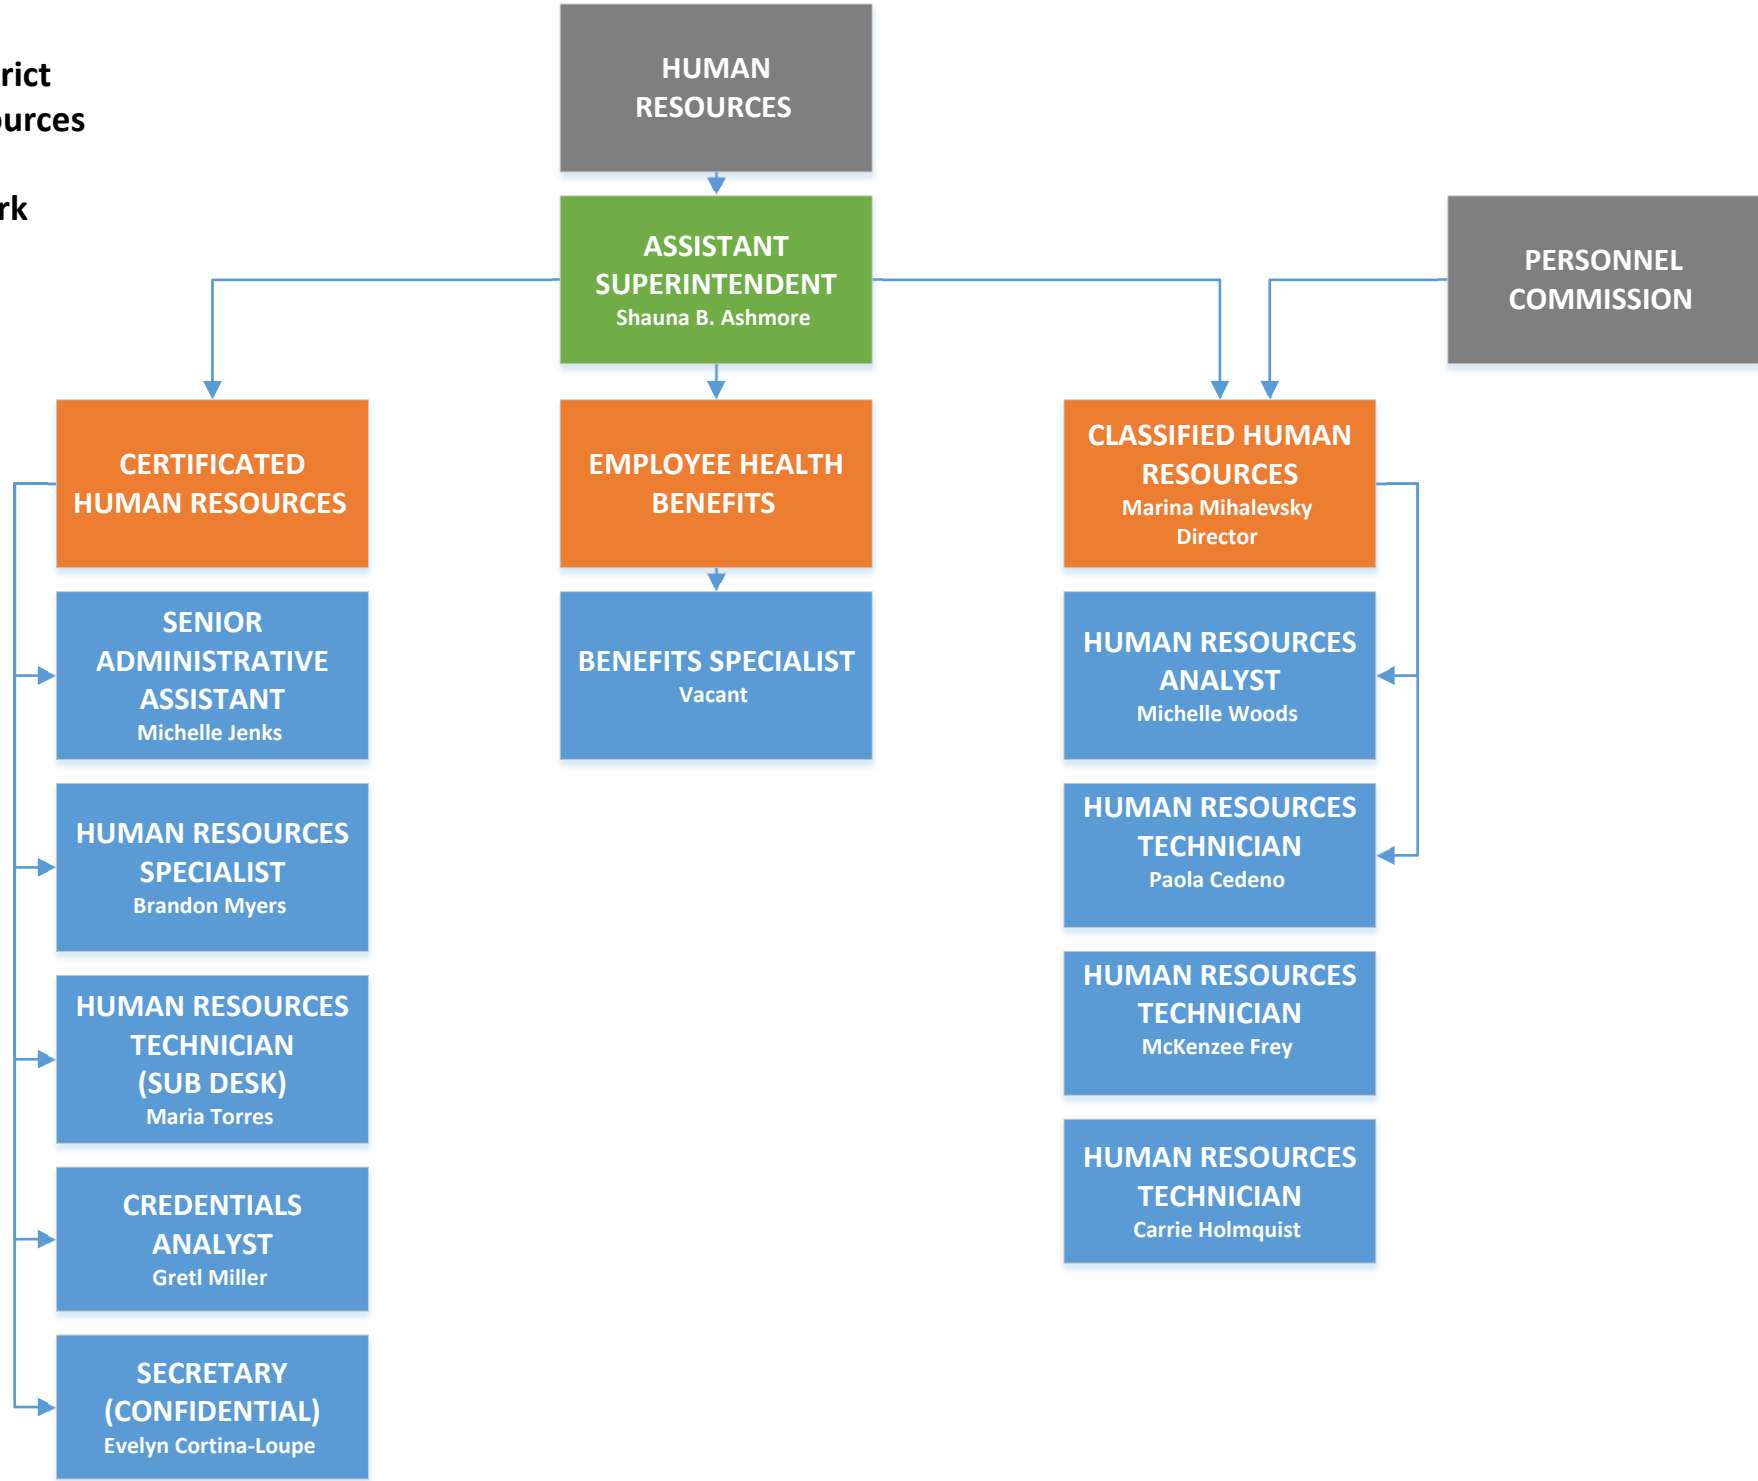 rict
ources
rk
HUMAN
RESOURCES
ASSISTANT
SUPERINTENDENT
Shauna B. Ashmore
PERSONNEL
COMMISSION
CERTIFICATED
HUMAN RESOURCES
EMPLOYEE HEALTH
BENEFITS
CLASSIFIED HUMAN
RESOURCES
Marina Mihalevsky
Director
SENIOR
ADMINISTRATIVE
ASSISTANT
Michelle Jenks
BENEFITS SPECIALIST
Vacant
HUMAN RESOURCES
ANALYST
Michelle Woods
HUMAN RESOURCES
SPECIALIST
Brandon Myers
HUMAN RESOURCES
TECHNICIAN
Paola Cedeno
HUMAN RESOURCES
TECHNICIAN
(SUB DESK)
Maria Torres
HUMAN RESOURCES
TECHNICIAN
McKenzee Frey
CREDENTIALS
ANALYST
Gretl Miller
HUMAN RESOURCES
TECHNICIAN
Carrie Holmquist
SECRETARY
(CONFIDENTIAL)
Evelyn Cortina-Loupe